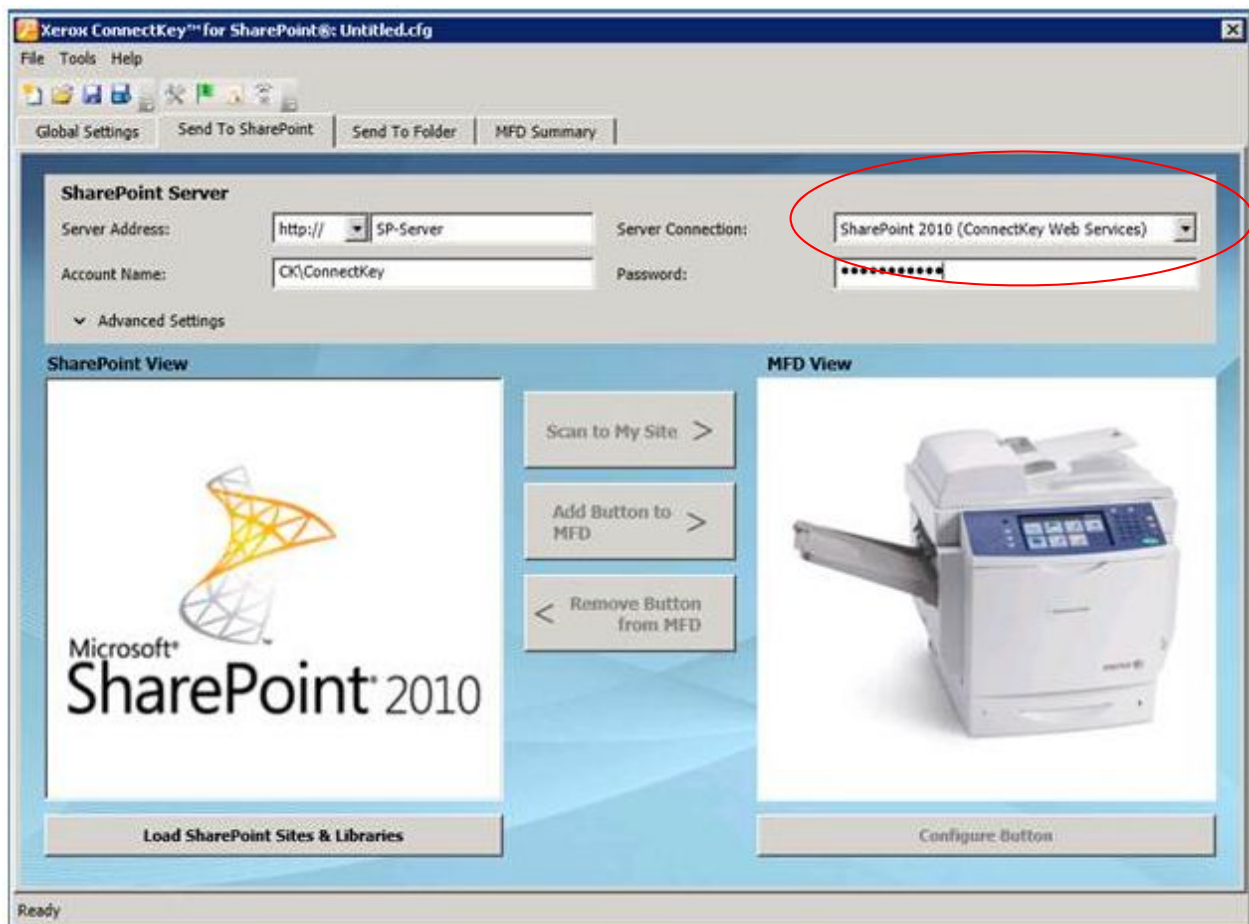 Xerox ConnectKey™ for SharePoint®: Untitled.cfg
File Tools Help
Global Settings Send To SharePoint Send To Folder MFD Summary
SharePoint Server
Server Address: http:// SP-Server Server Connection: SharePoint 2010 (ConnectKey Web Services)
Account Name: CK\ConnectKey Password: ●●●●●●●●●●●
Advanced Settings
SharePoint View MFD View
Scan to My Site >
Add Button to
MFD >
< Remove Button
from MFD
Microsoft®
SharePoint® 2010
Load SharePoint Sites & Libraries Configure Button
Ready